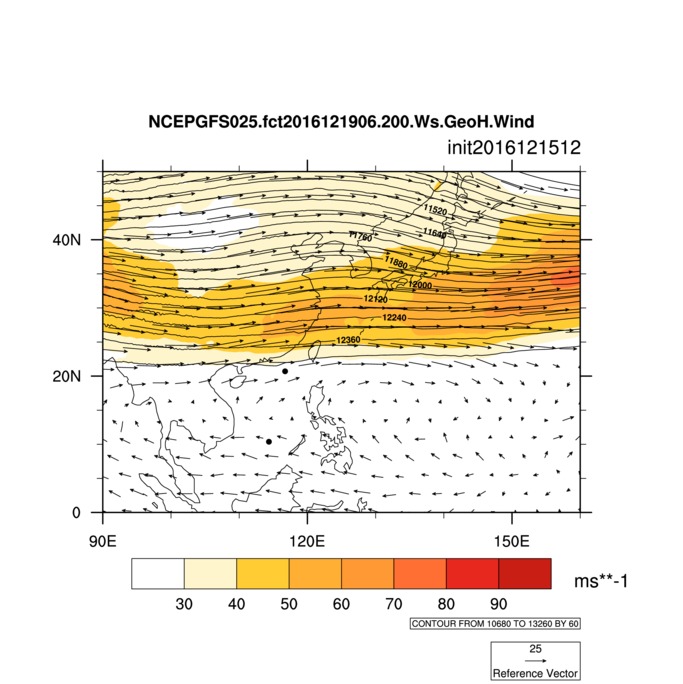 NCEPGFS025.fct2016121906.200.Ws.GeoH.Wind
init2016121512
11520
11640
11760
11880
12000
12120
12240
12360
40N
20N
0
90E 120E 150E
30 40 50 60 70 80 90
ms**-1
CONTOUR FROM 10680 TO 13260 BY 60
25
Reference Vector